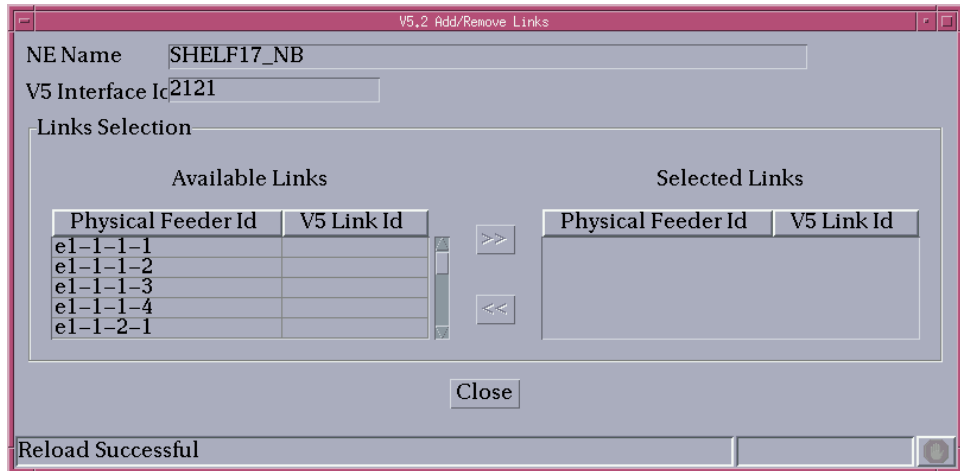 V5.2 Add/Remove Links
NE Name SHELF17_NB
V5 Interface Id 2121
Links Selection
Available Links Selected Links
Physical Feeder Id V5 Link Id Physical Feeder Id V5 Link Id
e1-1-1-1
>>
e1-1-1-2
e1-1-1-3
e1-1-1-4
<<
e1-1-2-1
Close
Reload Successful